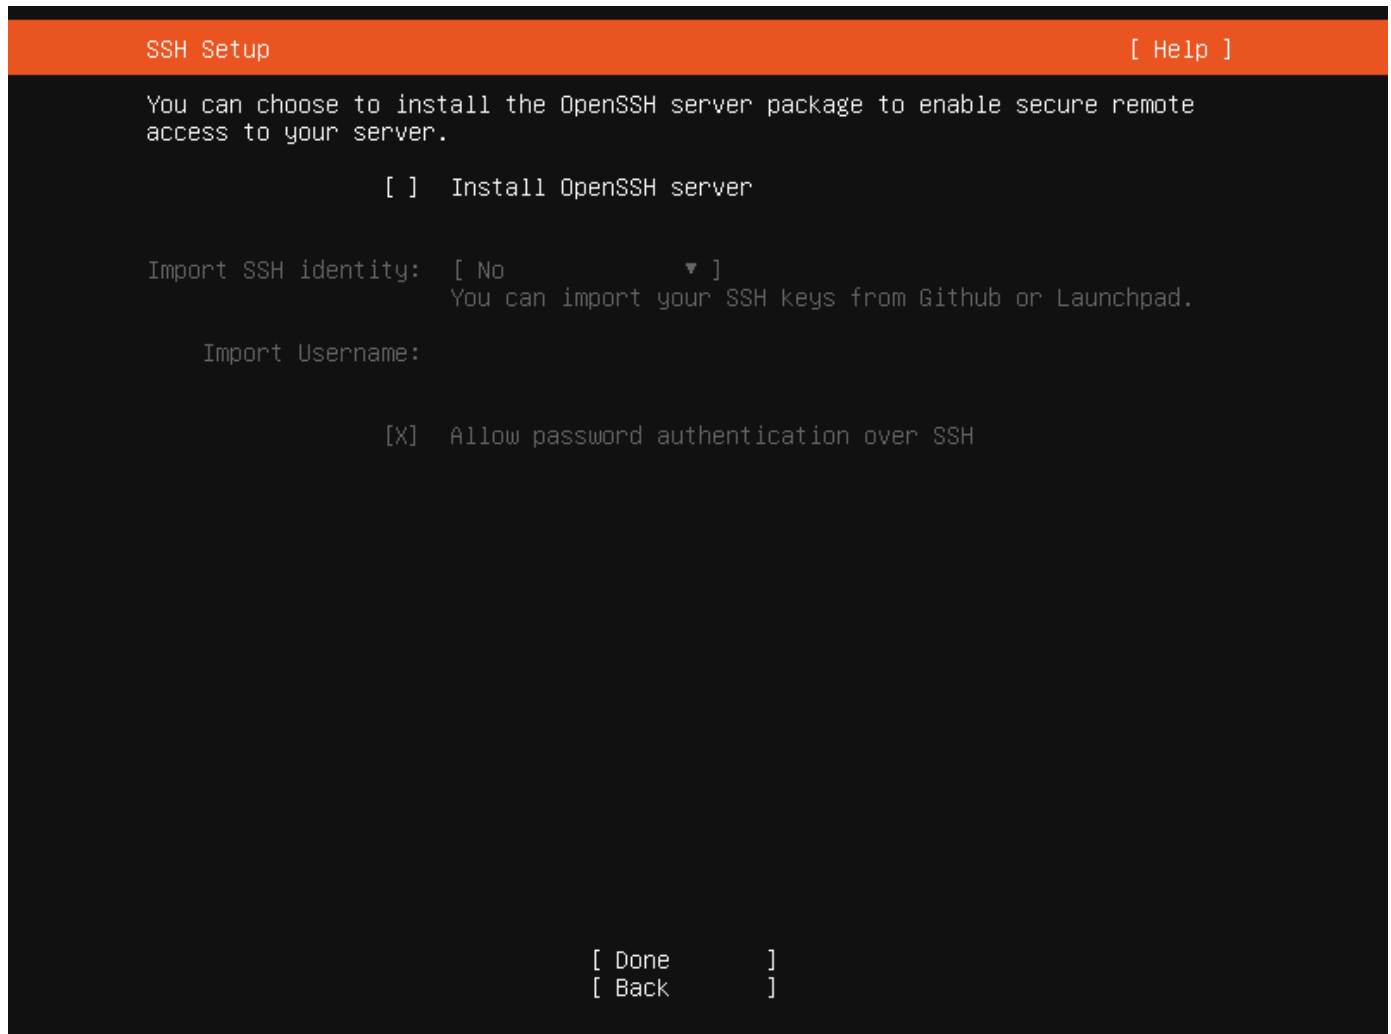 SSH Setup [ Help ]
You can choose to install the OpenSSH server package to enable secure remote
access to your server.
[ ] Install OpenSSH server
Import SSH identity: [ No ▾ ]
You can import your SSH keys from Github or Launchpad.
Import Username:
[X] Allow password authentication over SSH
[ Done ]
[ Back ]